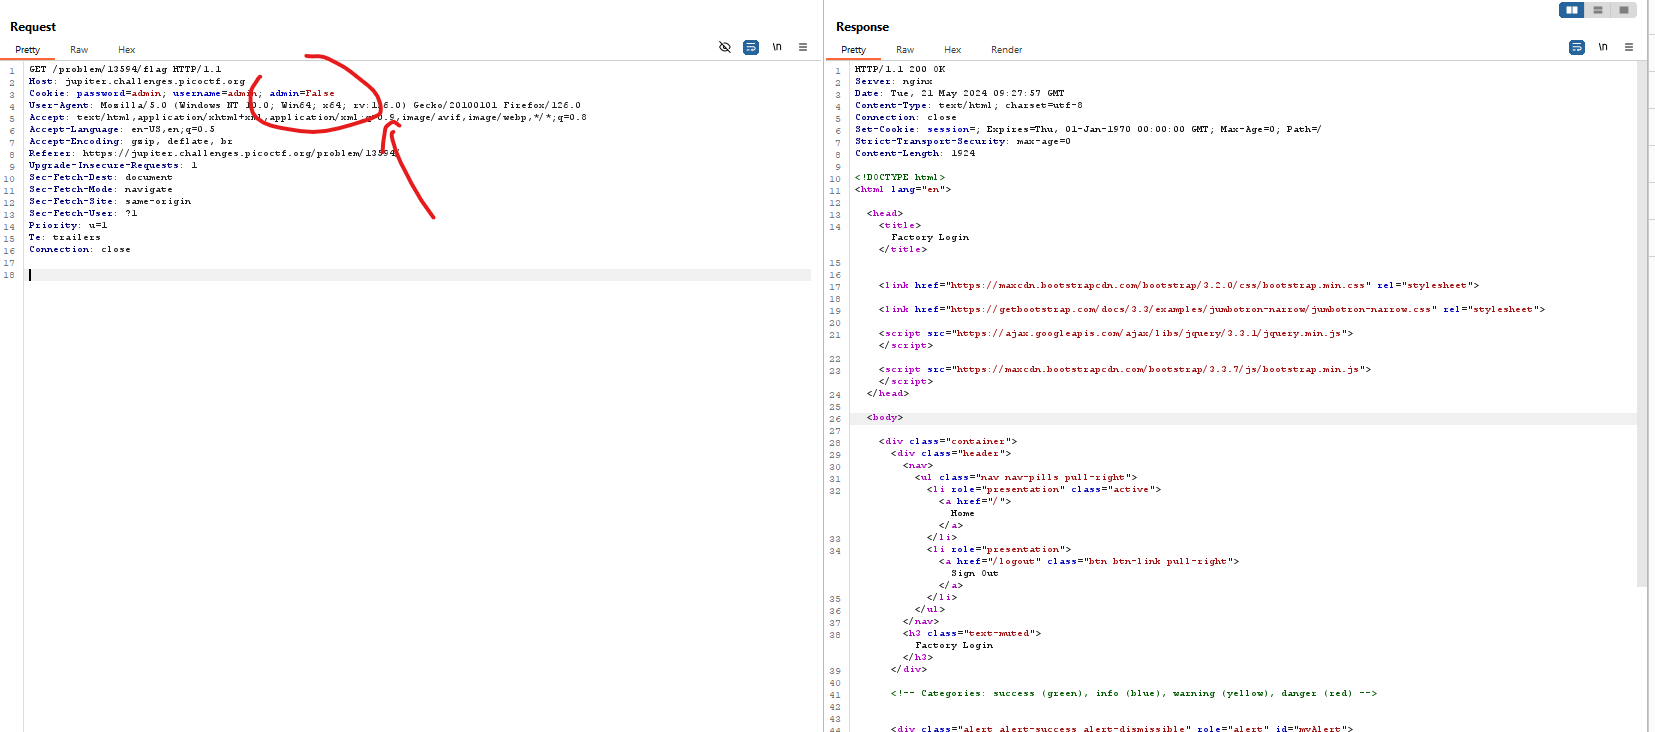 Request
Pretty Raw Hex \n
1 GET /problem/13594/flag HTTP/1.1
2 Host: jupiter.challenges.picoctf.org
3 Cookie: password=admin; username=admin; admin=False
4 User-Agent: Mozilla/5.0 (Windows NT 10.0; Win64; x64; rv:126.0) Gecko/20100101 Firefox/126.0
5 Accept: text/html,application/xhtml+xml,application/xml;q=0.9,image/avif,image/webp,*/*;q=0.8
6 Accept-Language: en-US,en;q=0.5
7 Accept-Encoding: gzip, deflate, br
8 Referer: https://jupiter.challenges.picoctf.org/problem/13594/
9 Upgrade-Insecure-Requests: 1
10 Sec-Fetch-Dest: document
11 Sec-Fetch-Mode: navigate
12 Sec-Fetch-Site: same-origin
13 Sec-Fetch-User: ?1
14 Priority: u=1
15 Te: trailers
16 Connection: close
17
18
Response
Pretty Raw Hex Render \n
1 HTTP/1.1 200 OK
2 Server: nginx
3 Date: Tue, 21 May 2024 09:27:57 GMT
4 Content-Type: text/html; charset=utf-8
5 Connection: close
6 Set-Cookie: session=; Expires=Thu, 01-Jan-1970 00:00:00 GMT; Max-Age=0; Path=/
7 Strict-Transport-Security: max-age=0
8 Content-Length: 1924
9
10 <!DOCTYPE html>
11 <html lang="en">
12
13 <head>
14 <title>
Factory Login
</title>
15
16
17 <link href="https://maxcdn.bootstrapcdn.com/bootstrap/3.2.0/css/bootstrap.min.css" rel="stylesheet">
18
19 <link href="https://getbootstrap.com/docs/3.3/examples/jumbotron-narrow/jumbotron-narrow.css" rel="stylesheet">
20
21 <script src="https://ajax.googleapis.com/ajax/libs/jquery/3.3.1/jquery.min.js">
</script>
22
23 <script src="https://maxcdn.bootstrapcdn.com/bootstrap/3.3.7/js/bootstrap.min.js">
</script>
24 </head>
25
26 <body>
27
28 <div class="container">
29 <div class="header">
30 <nav>
31 <ul class="nav nav-pills pull-right">
32 <li role="presentation" class="active">
<a href="/">
Home
</a>
33 </li>
34 <li role="presentation">
<a href="/logout" class="btn btn-link pull-right">
Sign Out
</a>
35 </li>
36 </ul>
37 </nav>
38 <h3 class="text-muted">
Factory Login
</h3>
39 </div>
40
41 <!-- Categories: success (green), info (blue), warning (yellow), danger (red) -->
42
43
44 <div class="alert alert-success alert-dismissible" role="alert" id="myAlert">